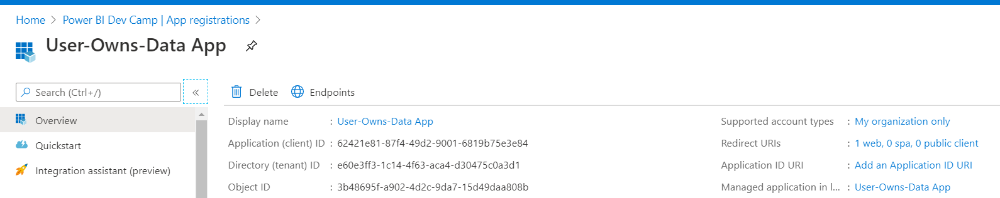 Home > Power BI Dev Camp | App registrations >
User-Owns-Data App
Search (Ctrl+/)
«
Delete
Endpoints
Overview
Quickstart
Integration assistant (preview)
Display name : User-Owns-Data App
Application (client) ID : 62421e81-87f4-49d2-9001-6819b75e3e84
Directory (tenant) ID : e60e3ff3-1c14-4f63-aca4-d30475c0a3d1
Object ID : 3b48695f-a902-4d2c-9da7-15d49daa808b
Supported account types : My organization only
Redirect URIs : 1 web, 0 spa, 0 public client
Application ID URI : Add an Application ID URI
Managed application in l... : User-Owns-Data App